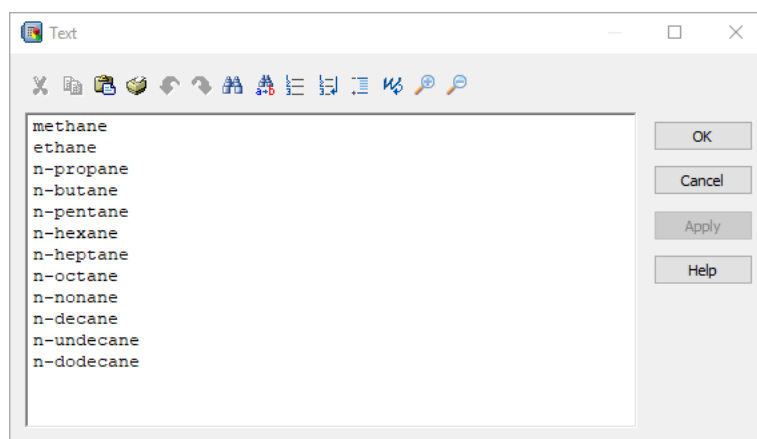 Text
methane
ethane
n-propane
n-butane
n-pentane
n-hexane
n-heptane
n-octane
n-nonane
n-decane
n-undecane
n-dodecane
OK
Cancel
Apply
Help